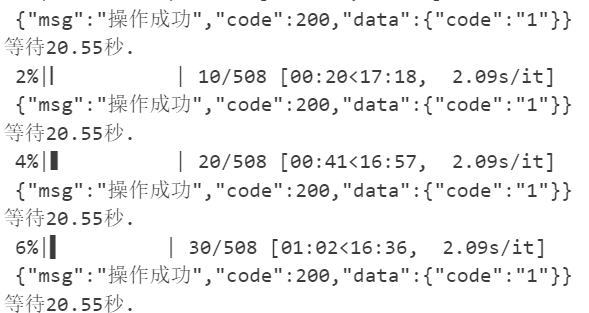 {"msg":"操作成功","code":200,"data":{"code":"1"}}
等待20.55秒.
2%|▏ | 10/508 [00:20<17:18, 2.09s/it]
{"msg":"操作成功","code":200,"data":{"code":"1"}}
等待20.55秒.
4%|▍ | 20/508 [00:41<16:57, 2.09s/it]
{"msg":"操作成功","code":200,"data":{"code":"1"}}
等待20.55秒.
6%|▌ | 30/508 [01:02<16:36, 2.09s/it]
{"msg":"操作成功","code":200,"data":{"code":"1"}}
等待20.55秒.